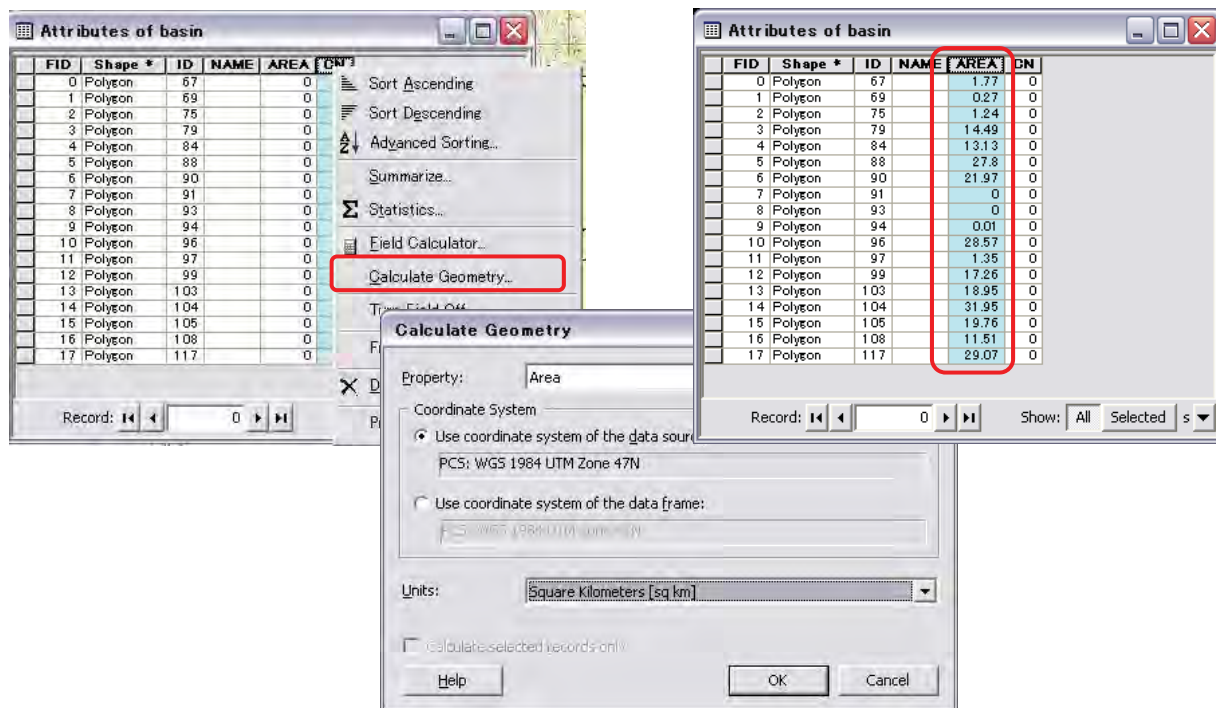 Attributes of basin
FID Shape * ID NAME AREA CN
0 Polygon 67 0
1 Polygon 69 0
2 Polygon 75 0
3 Polygon 79 0
4 Polygon 84 0
5 Polygon 88 0
6 Polygon 90 0
7 Polygon 91 0
8 Polygon 93 0
9 Polygon 94 0
10 Polygon 96 0
11 Polygon 97 0
12 Polygon 99 0
13 Polygon 103 0
14 Polygon 104 0
15 Polygon 105 0
16 Polygon 108 0
17 Polygon 117 0
Record: 0
Sort Ascending
Sort Descending
Advanced Sorting...
Summarize...
Statistics...
Field Calculator...
Calculate Geometry...
Turn Field Off
Calculate Geometry
Property: Area
Coordinate System
Use coordinate system of the data sour
PCS: WGS 1984 UTM Zone 47N
Use coordinate system of the data frame:
PCS: WGS 1984 UTM Zone 47N
Units: Square Kilometers [sq km]
Calculate selected records only
Help OK Cancel
Attributes of basin
FID Shape * ID NAME AREA CN
0 Polygon 67 1.77 0
1 Polygon 69 0.27 0
2 Polygon 75 1.24 0
3 Polygon 79 14.49 0
4 Polygon 84 13.13 0
5 Polygon 88 27.8 0
6 Polygon 90 21.97 0
7 Polygon 91 0 0
8 Polygon 93 0 0
9 Polygon 94 0.01 0
10 Polygon 96 28.57 0
11 Polygon 97 1.35 0
12 Polygon 99 17.26 0
13 Polygon 103 18.95 0
14 Polygon 104 31.95 0
15 Polygon 105 19.76 0
16 Polygon 108 11.51 0
17 Polygon 117 29.07 0
Record: 0 Show: All Selected s